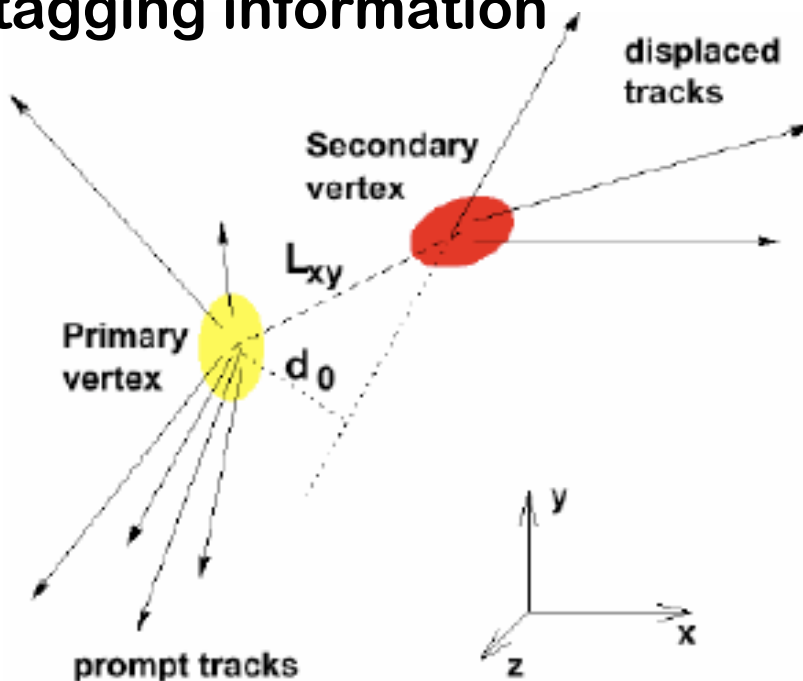 tagging information
displaced
tracks
Secondary
vertex
Lxy
Primary
vertex
d0
y
x
z
prompt tracks